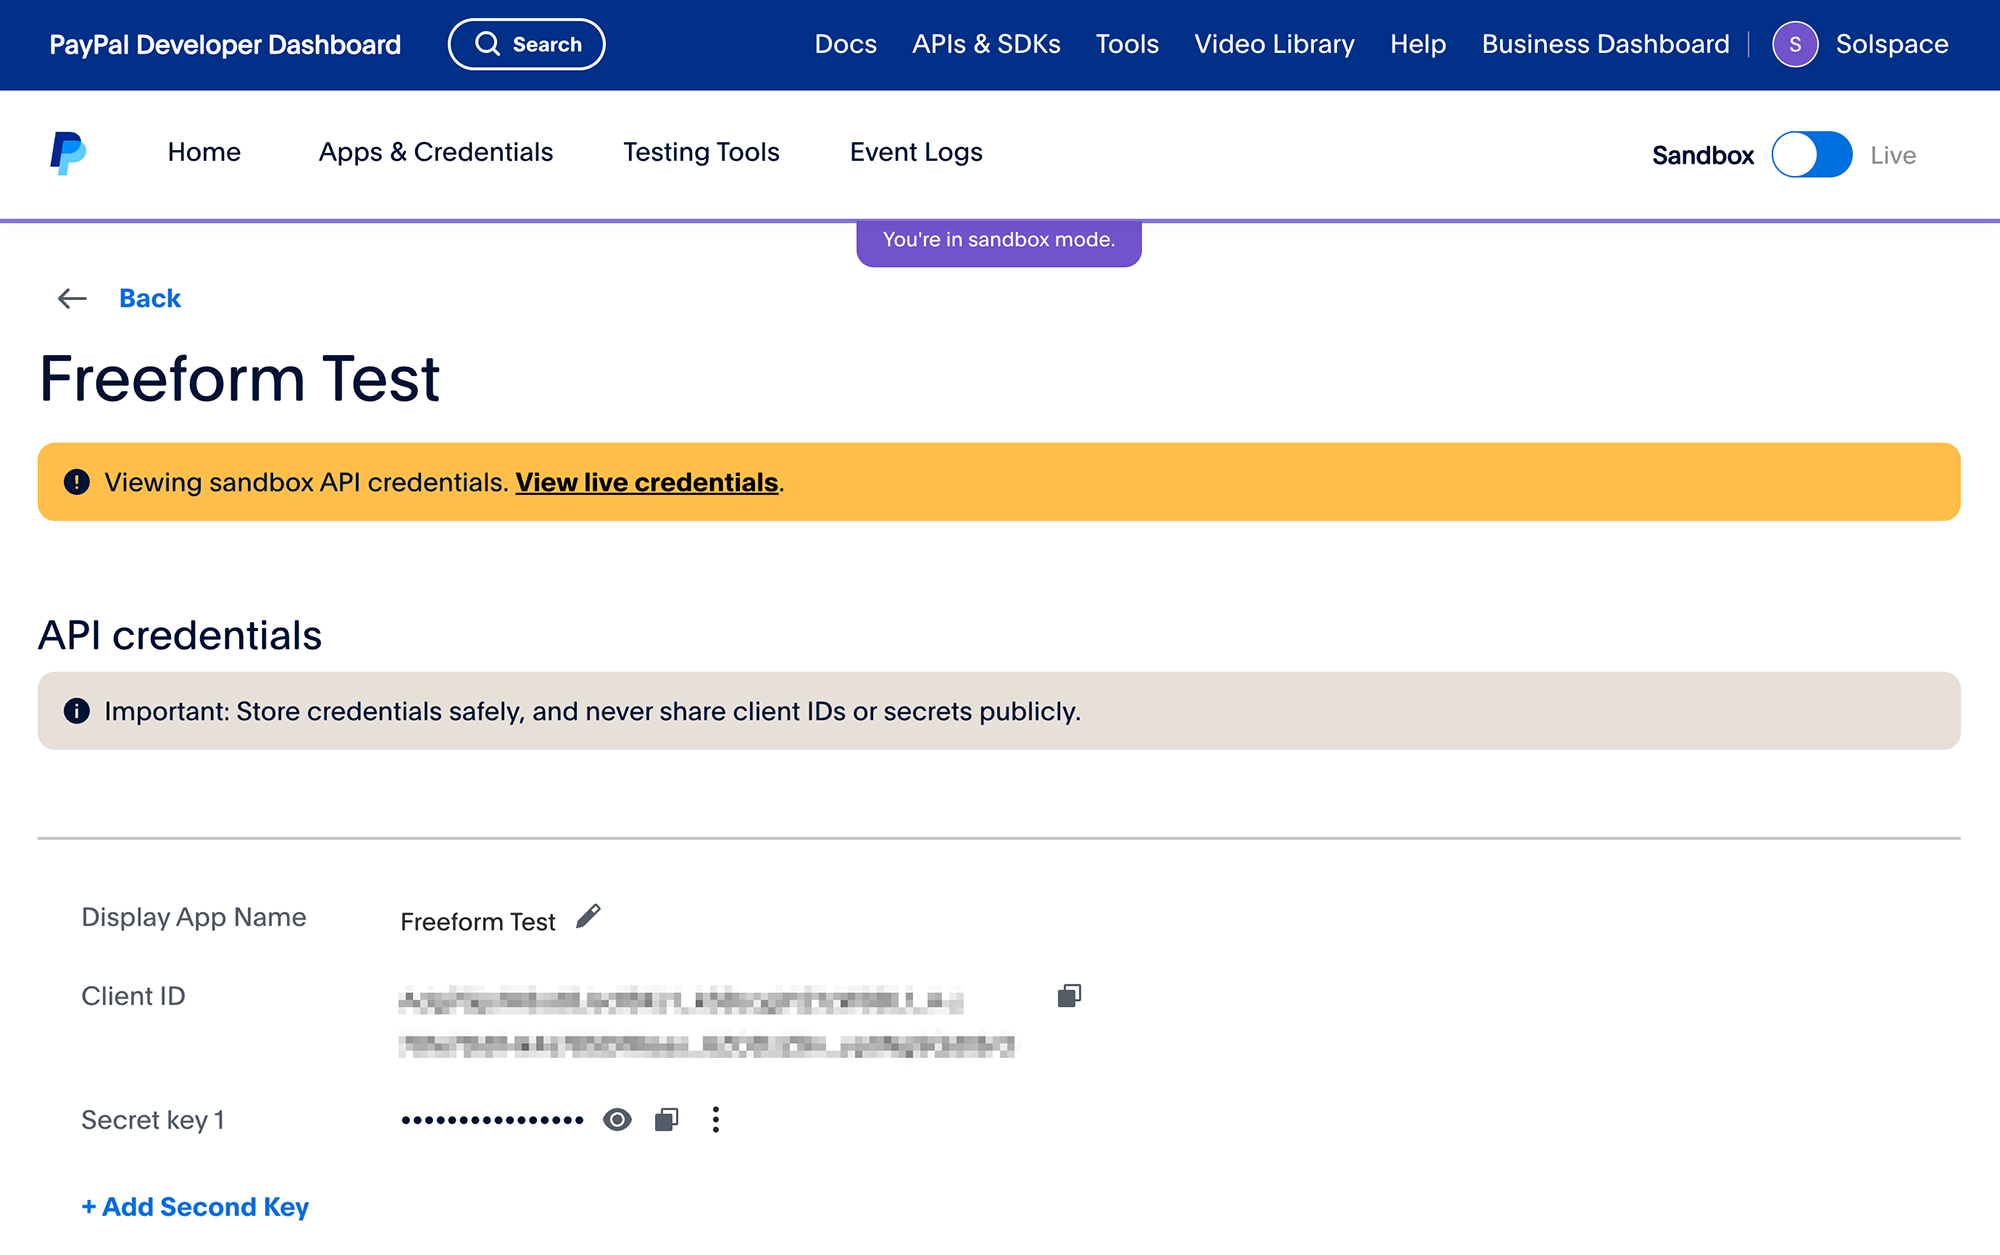 PayPal Developer Dashboard Search Docs APIs & SDKs Tools Video Library Help Business Dashboard S Solspace
Home Apps & Credentials Testing Tools Event Logs Sandbox Live
You're in sandbox mode.
Back
Freeform Test
Viewing sandbox API credentials. View live credentials.
API credentials
Important: Store credentials safely, and never share client IDs or secrets publicly.
Display App Name Freeform Test
Client ID
Secret key 1 ••••••••••••••••
+ Add Second Key